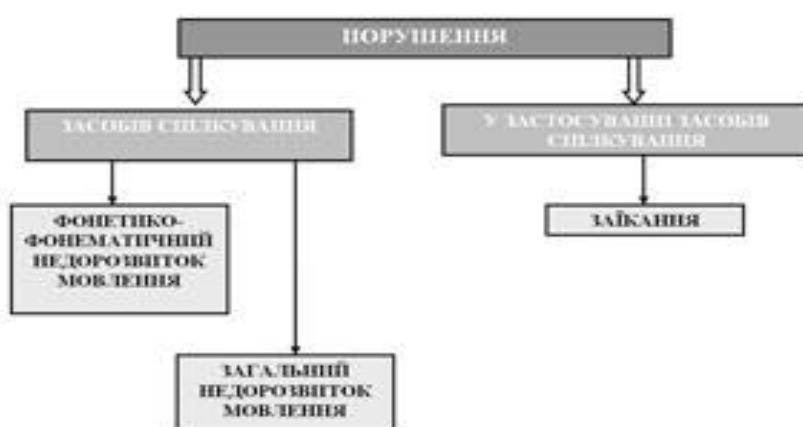 ПОРУШЕННЯ
ЗАСОБІВ СПІЛКУВАННЯ
У ЗАСТОСУВАННІ ЗАСОБІВ
СПІЛКУВАННЯ
ФОНЕТИКО-
ФОНЕМАТИЧНИЙ
НЕДОРОЗВИТОК
МОВЛЕННЯ
ЗАЇКАННЯ
ЗАГАЛЬНИЙ
НЕДОРОЗВИТОК
МОВЛЕННЯ